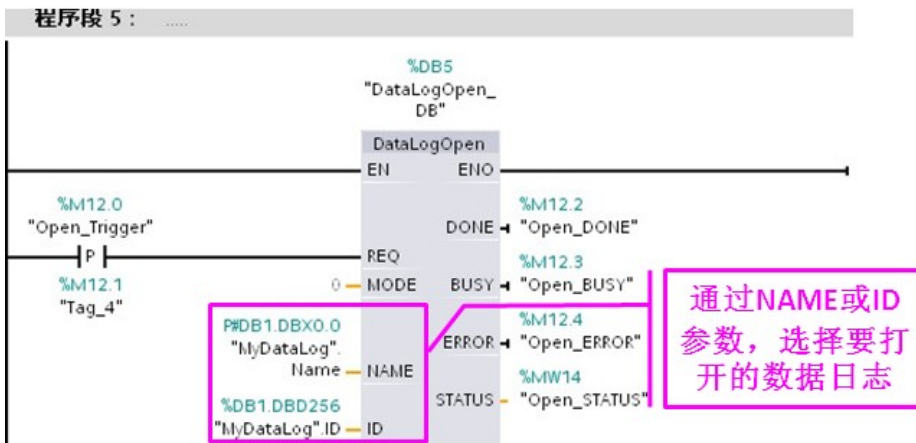 程序段 5： .....
%DB5
"DataLogOpen_
DB"
DataLogOpen
EN ENO
%M12.0
"Open_Trigger"
P
%M12.1
"Tag_4"
REQ
0 MODE
P#DB1.DBX0.0
"MyDataLog".
Name NAME
%DB1.DBD256
"MyDataLog".ID ID
%M12.2
DONE "Open_DONE"
%M12.3
BUSY "Open_BUSY"
%M12.4
ERROR "Open_ERROR"
%MW14
STATUS "Open_STATUS"
通过NAME或ID
参数，选择要打
开的数据日志